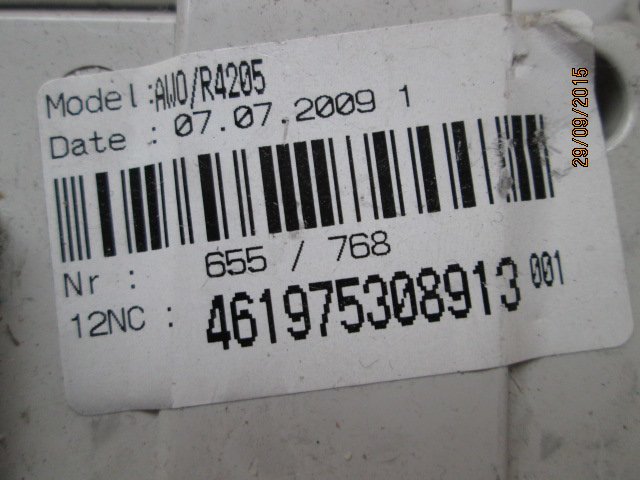 Model:AWO/R4205
Date : 07.07.2009 1
Nr : 655 / 768
12NC : 461975308913 001
29/09/2015